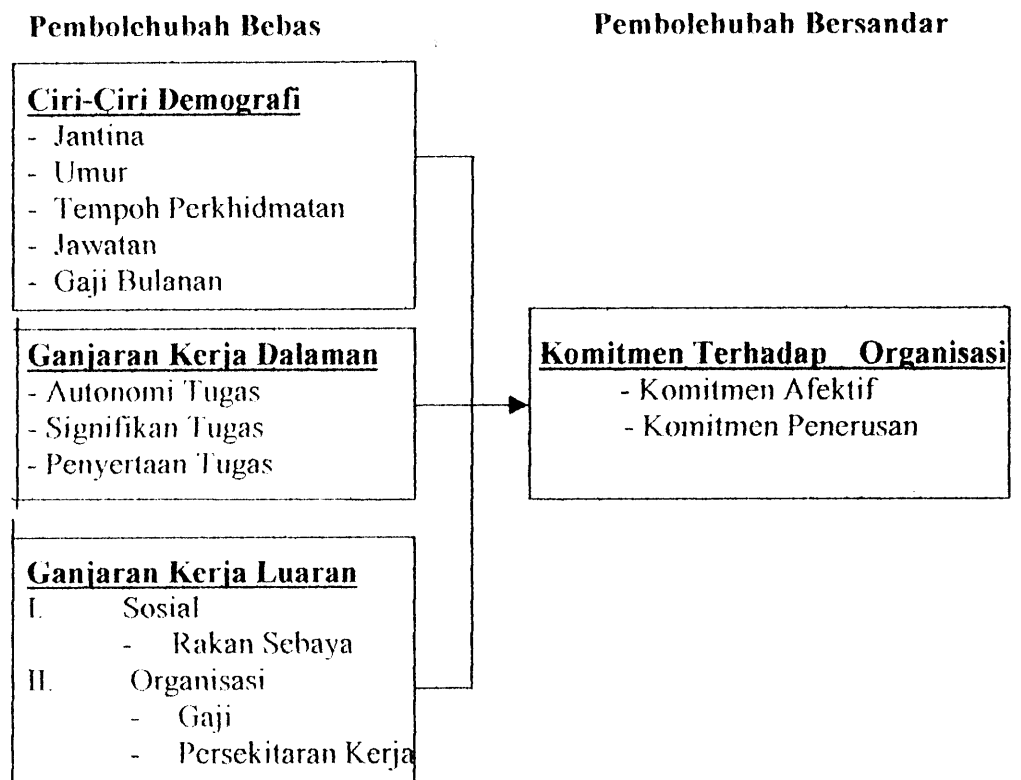 Pembolehubah Bebas
Pembolehubah Bersandar
Ciri-Ciri Demografi
- Jantina
- Umur
- Tempoh Perkhidmatan
- Jawatan
- Gaji Bulanan
Ganjaran Kerja Dalaman
- Autonomi Tugas
- Signifikan Tugas
- Penyertaan Tugas
Komitmen Terhadap Organisasi
- Komitmen Afektif
- Komitmen Penerusan
Ganjaran Kerja Luaran
I. Sosial
- Rakan Sebaya
II. Organisasi
- Gaji
- Persekitaran Kerja